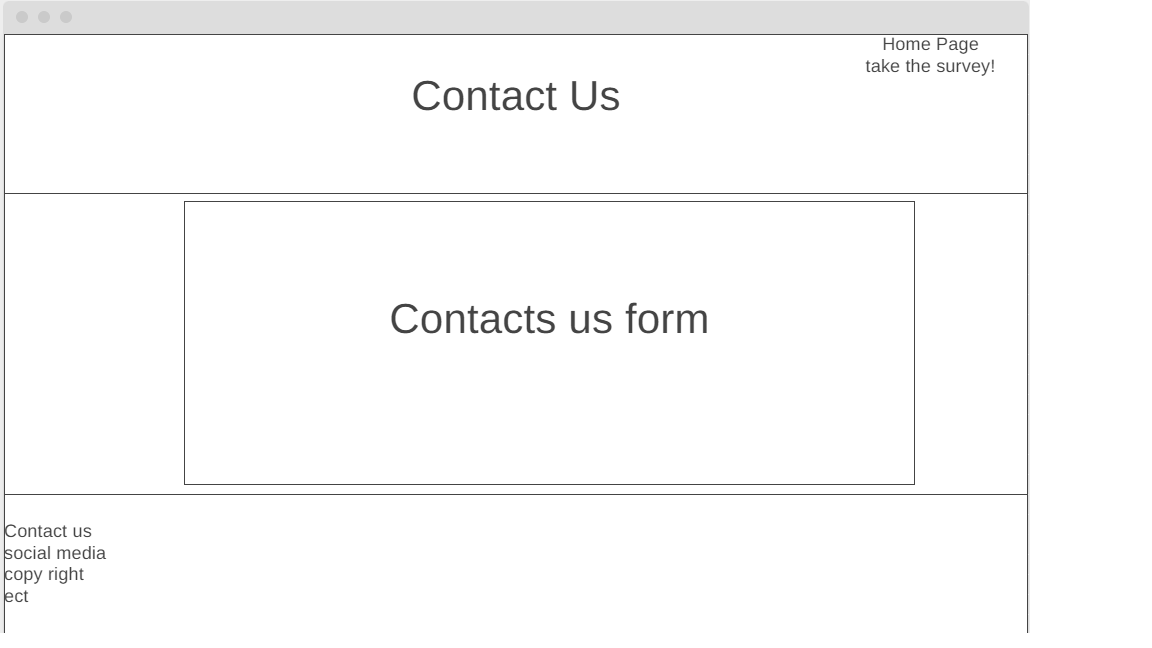 Home Page
take the survey!
Contact Us
Contacts us form
Contact us
social media
copy right
ect